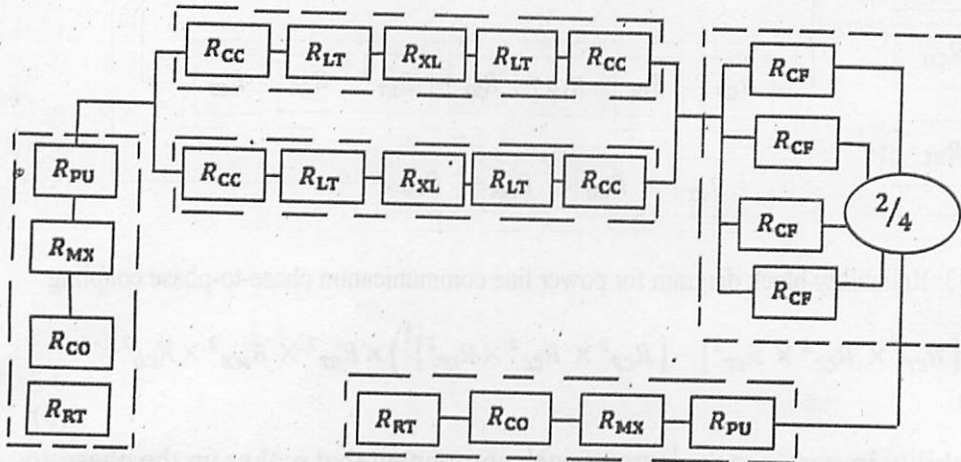 R_CC R_LT R_XL R_LT R_CC
R_CC R_LT R_XL R_LT R_CC
R_PU
R_MX
R_CO
R_RT
R_CF
R_CF
R_CF
R_CF
2/4
R_RT R_CO R_MX R_PU